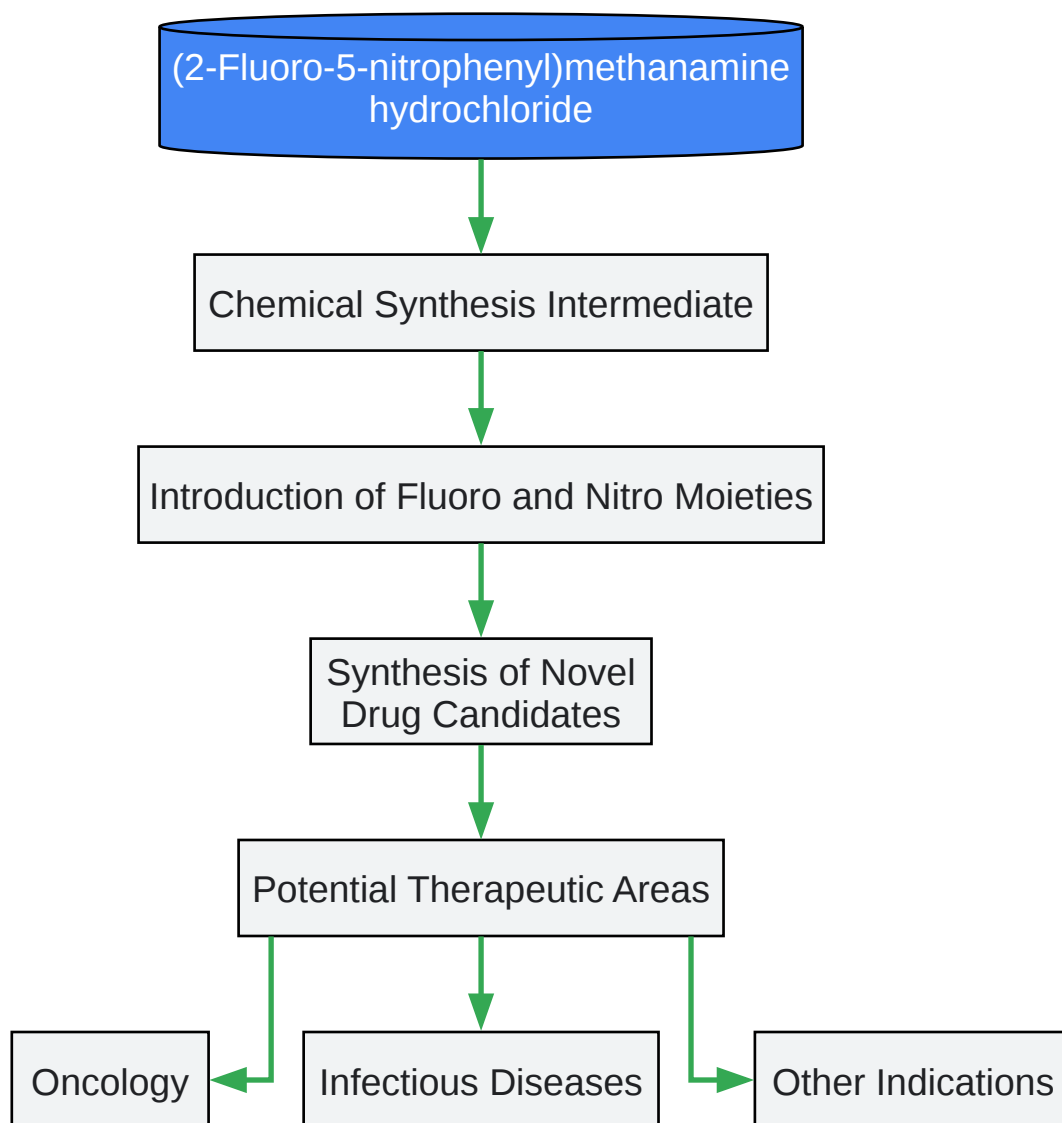 (2-Fluoro-5-nitrophenyl)methanamine
hydrochloride
Chemical Synthesis Intermediate
Introduction of Fluoro and Nitro Moieties
Synthesis of Novel
Drug Candidates
Potential Therapeutic Areas
Oncology
Infectious Diseases
Other Indications